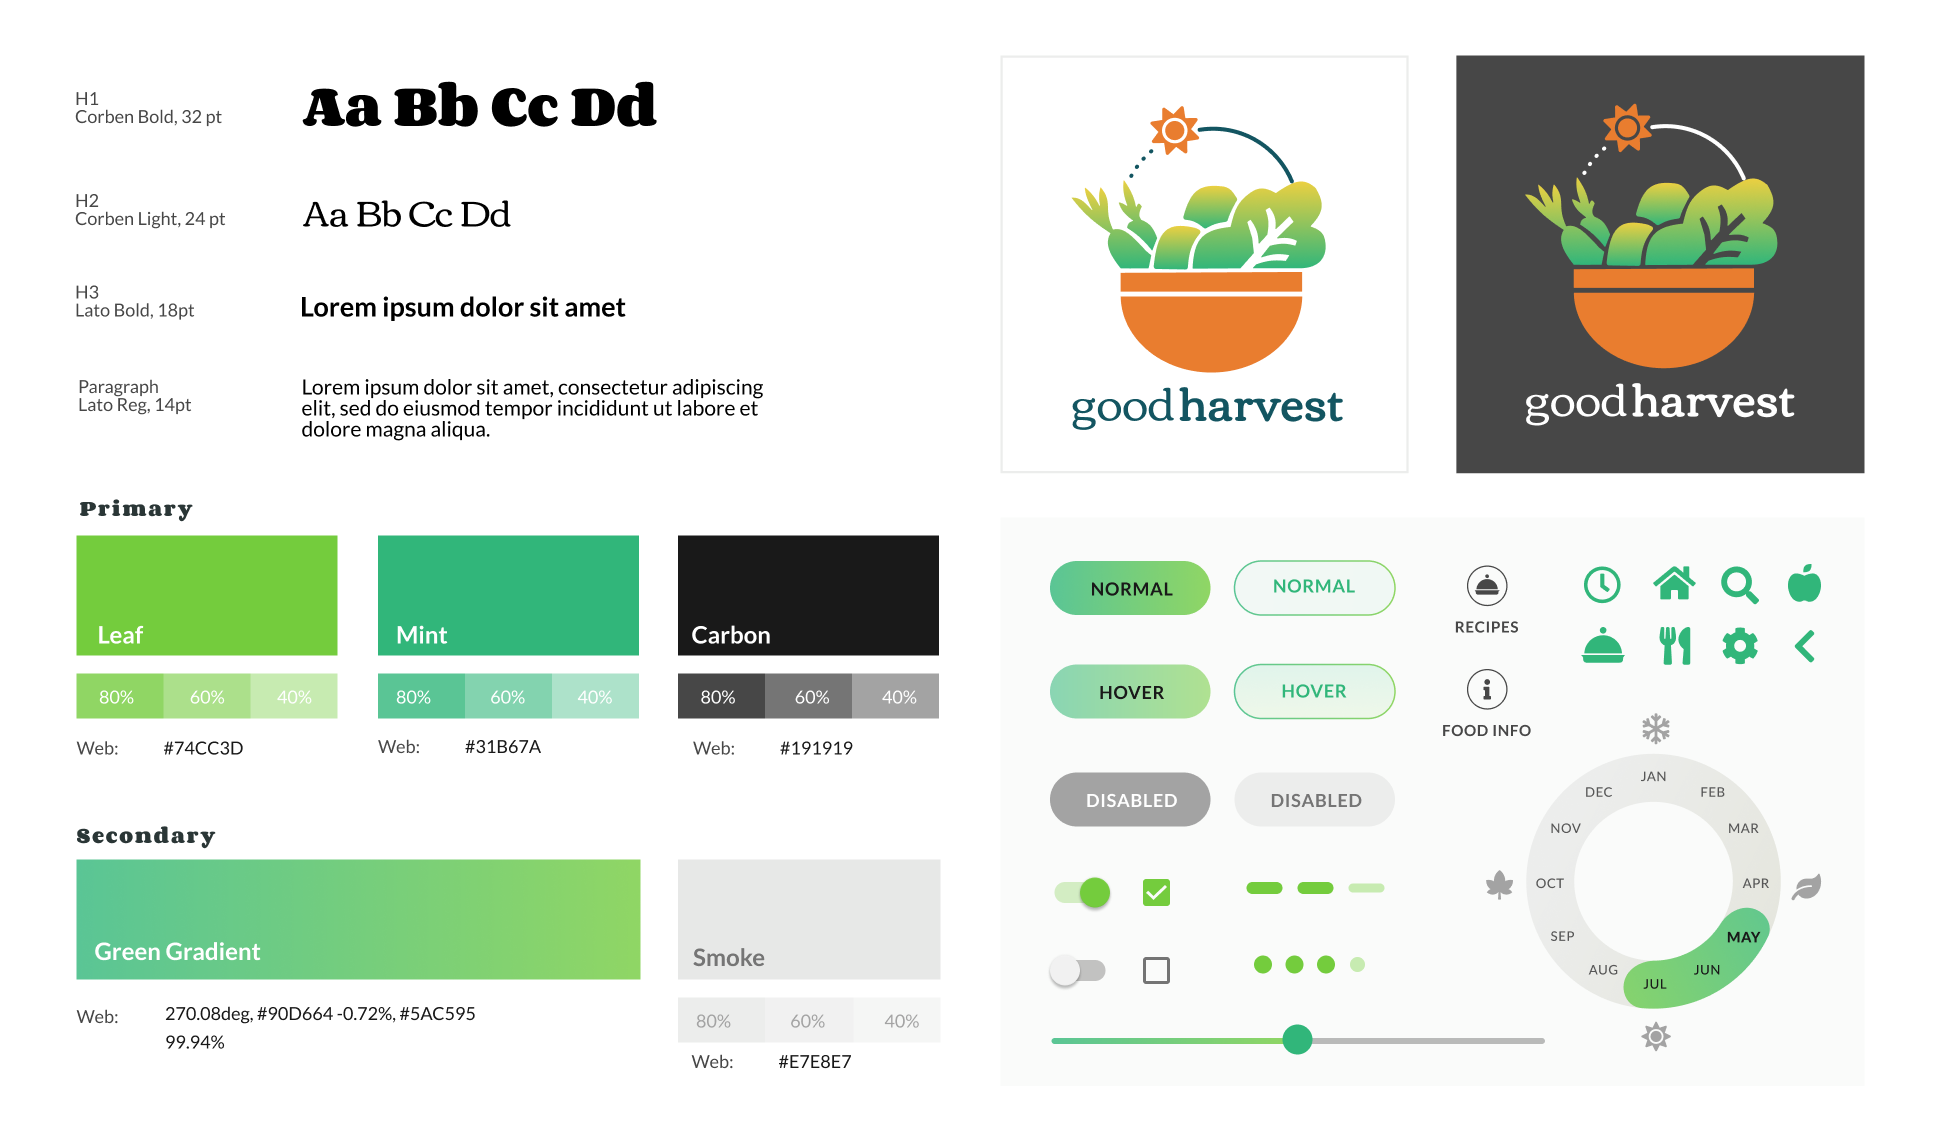 H1
Corben Bold, 32 pt
Aa Bb Cc Dd
H2
Corben Light, 24 pt
Aa Bb Cc Dd
H3
Lato Bold, 18pt
Lorem ipsum dolor sit amet
Paragraph
Lato Reg, 14pt
Lorem ipsum dolor sit amet, consectetur adipiscing
elit, sed do eiusmod tempor incididunt ut labore et
dolore magna aliqua.
Primary
Leaf
80% 60% 40%
Web: #74CC3D
Mint
80% 60% 40%
Web: #31B67A
Carbon
80% 60% 40%
Web: #191919
Secondary
Green Gradient
Web: 270.08deg, #90D664 -0.72%, #5AC595
99.94%
Smoke
80% 60% 40%
Web: #E7E8E7
goodharvest
goodharvest
NORMAL
NORMAL
HOVER
HOVER
DISABLED
DISABLED
RECIPES
FOOD INFO
JAN
FEB
MAR
APR
MAY
JUN
JUL
AUG
SEP
OCT
NOV
DEC